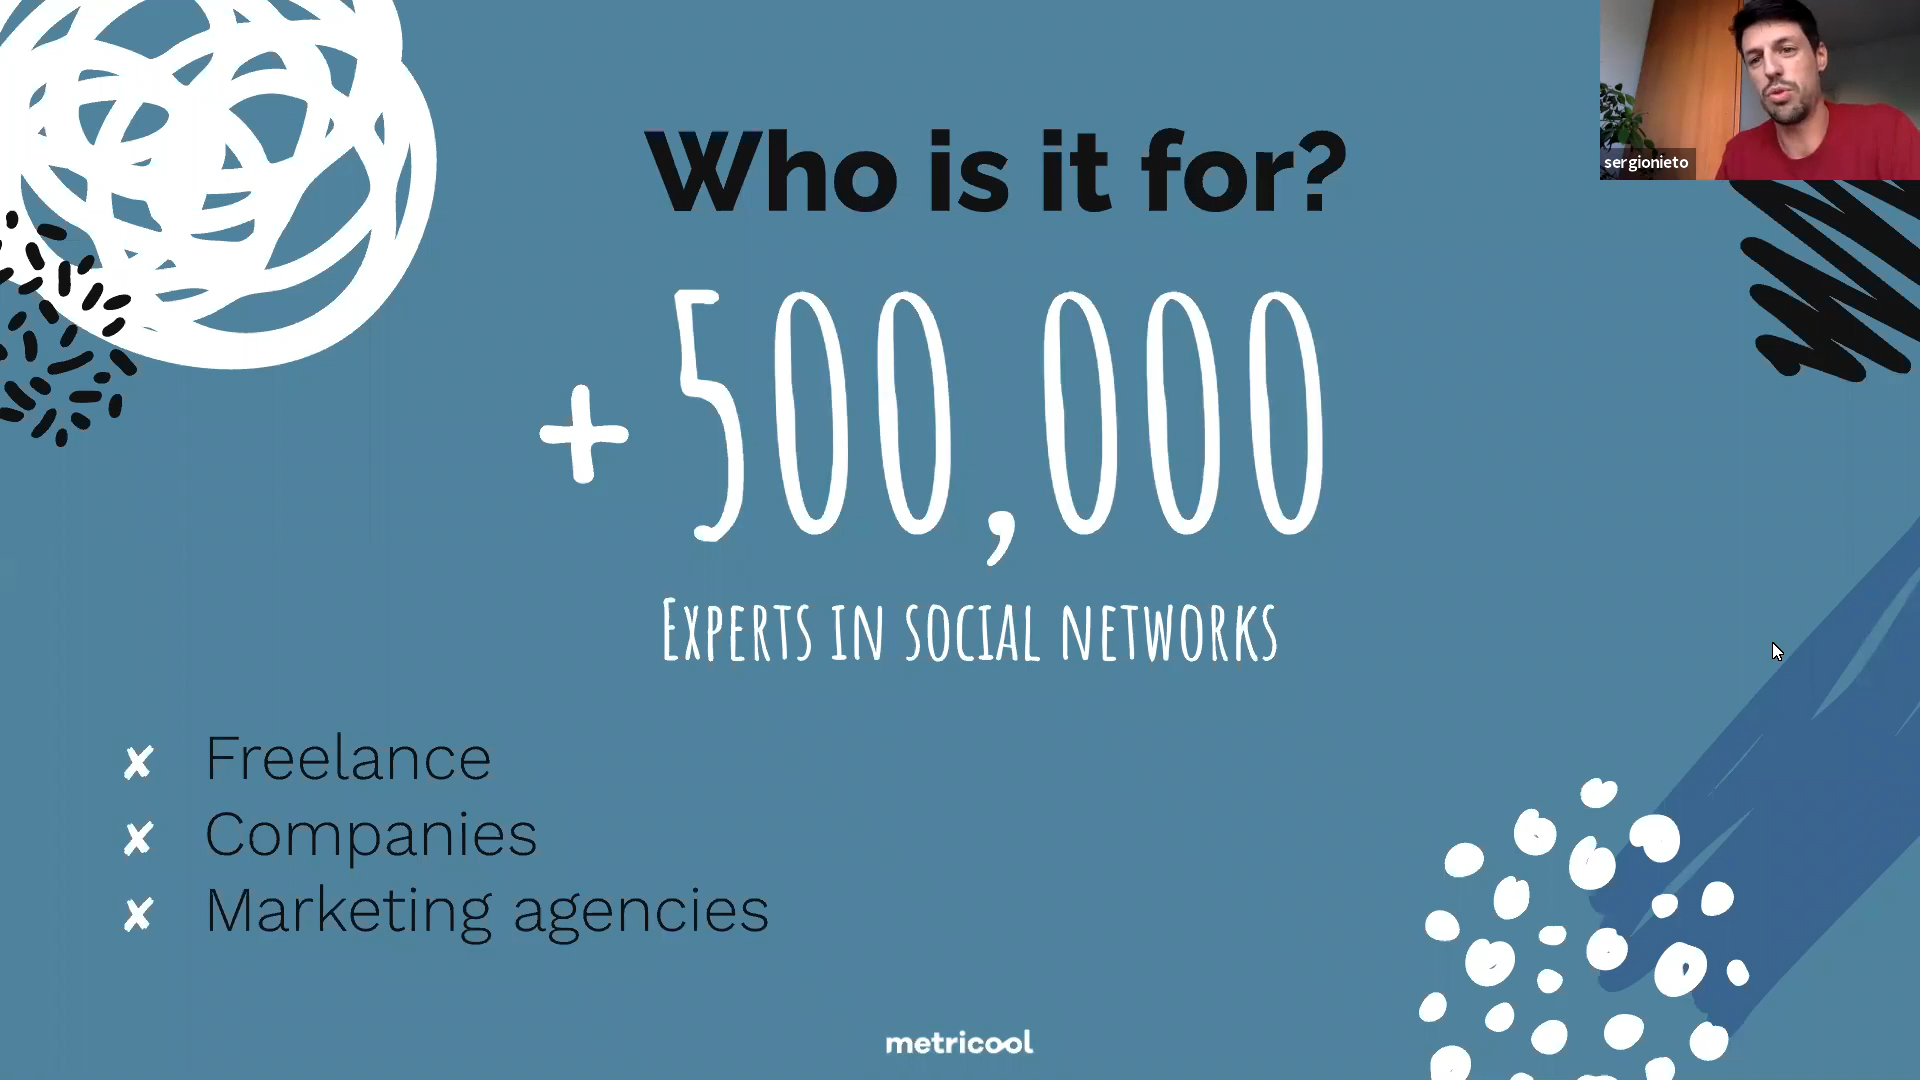 Who is it for?
+500,000
Experts in social networks
✘ Freelance
✘ Companies
✘ Marketing agencies
metricool
sergionieto